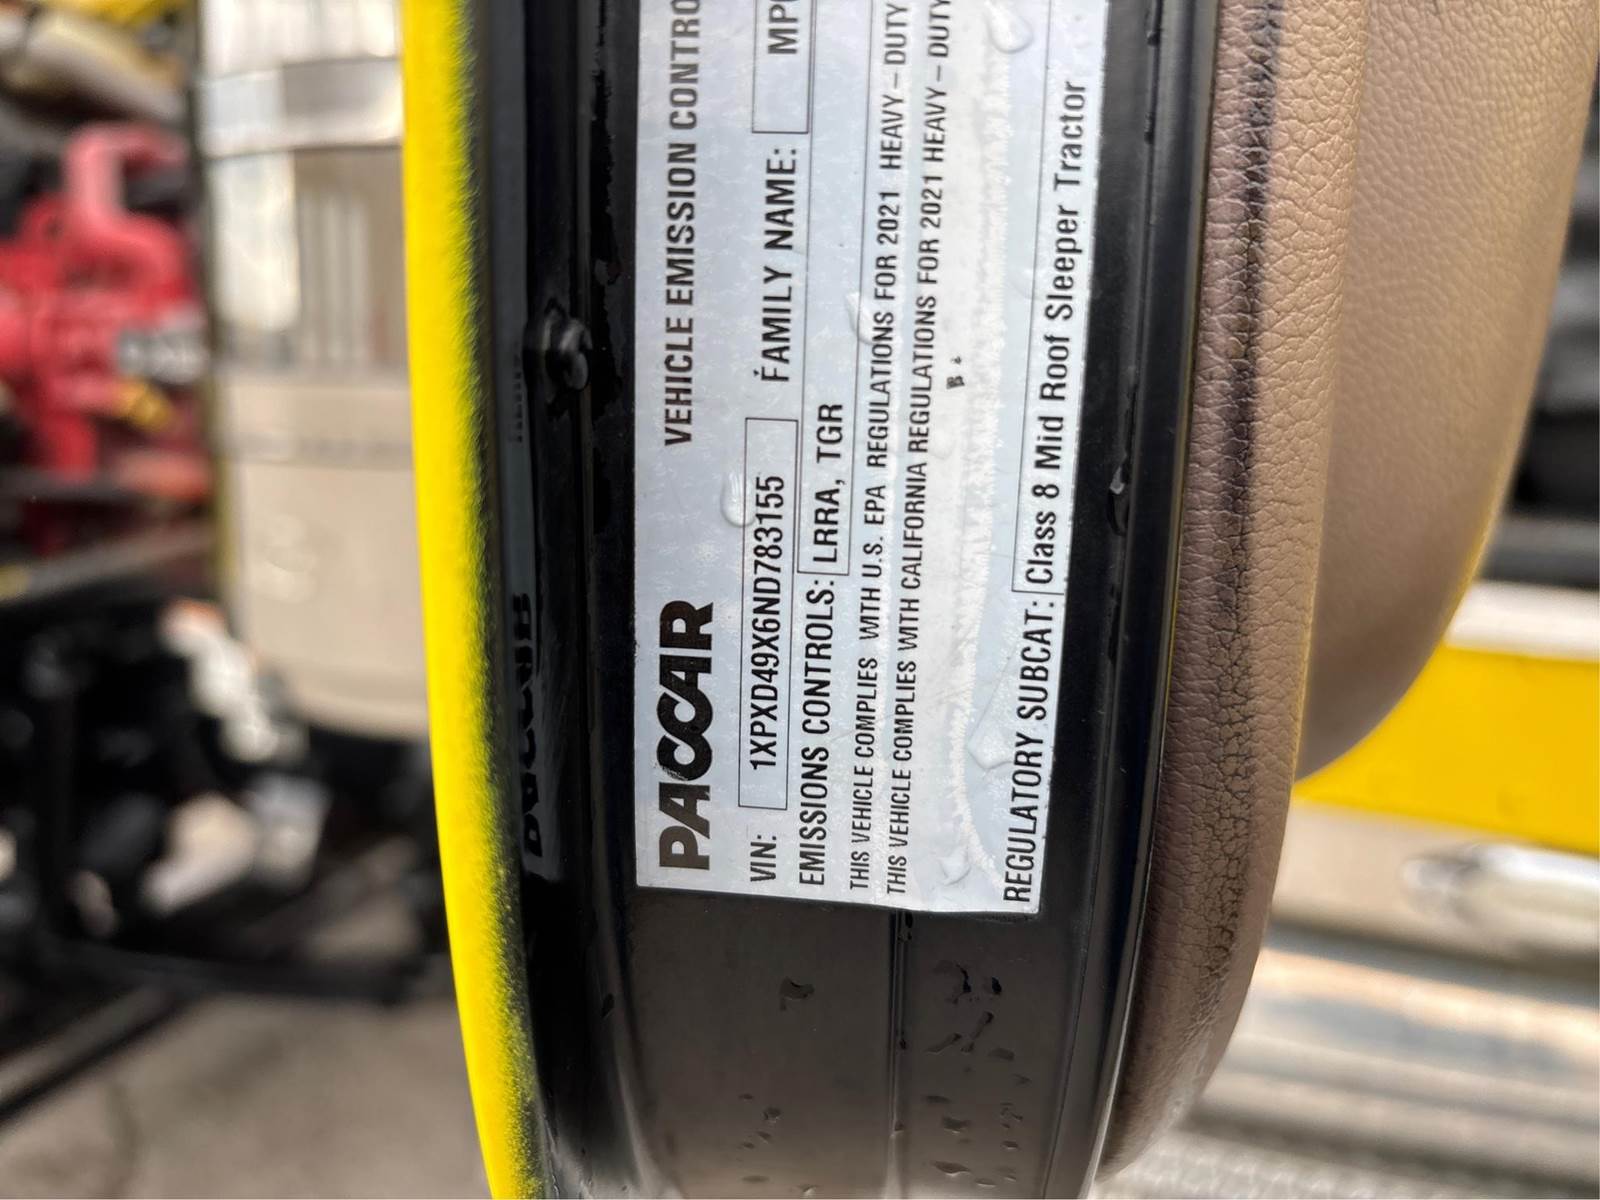 PACCAR
VEHICLE EMISSION CONTRO
VIN: 1XPXD49X6ND783155 FAMILY NAME: MP
EMISSIONS CONTROLS: LRRA, TGR
THIS VEHICLE COMPLIES WITH U.S. EPA REGULATIONS FOR 2021 HEAVY-DUTY
THIS VEHICLE COMPLIES WITH CALIFORNIA REGULATIONS FOR 2021 HEAVY-DUTY
REGULATORY SUBCAT: Class 8 Mid Roof Sleeper Tractor